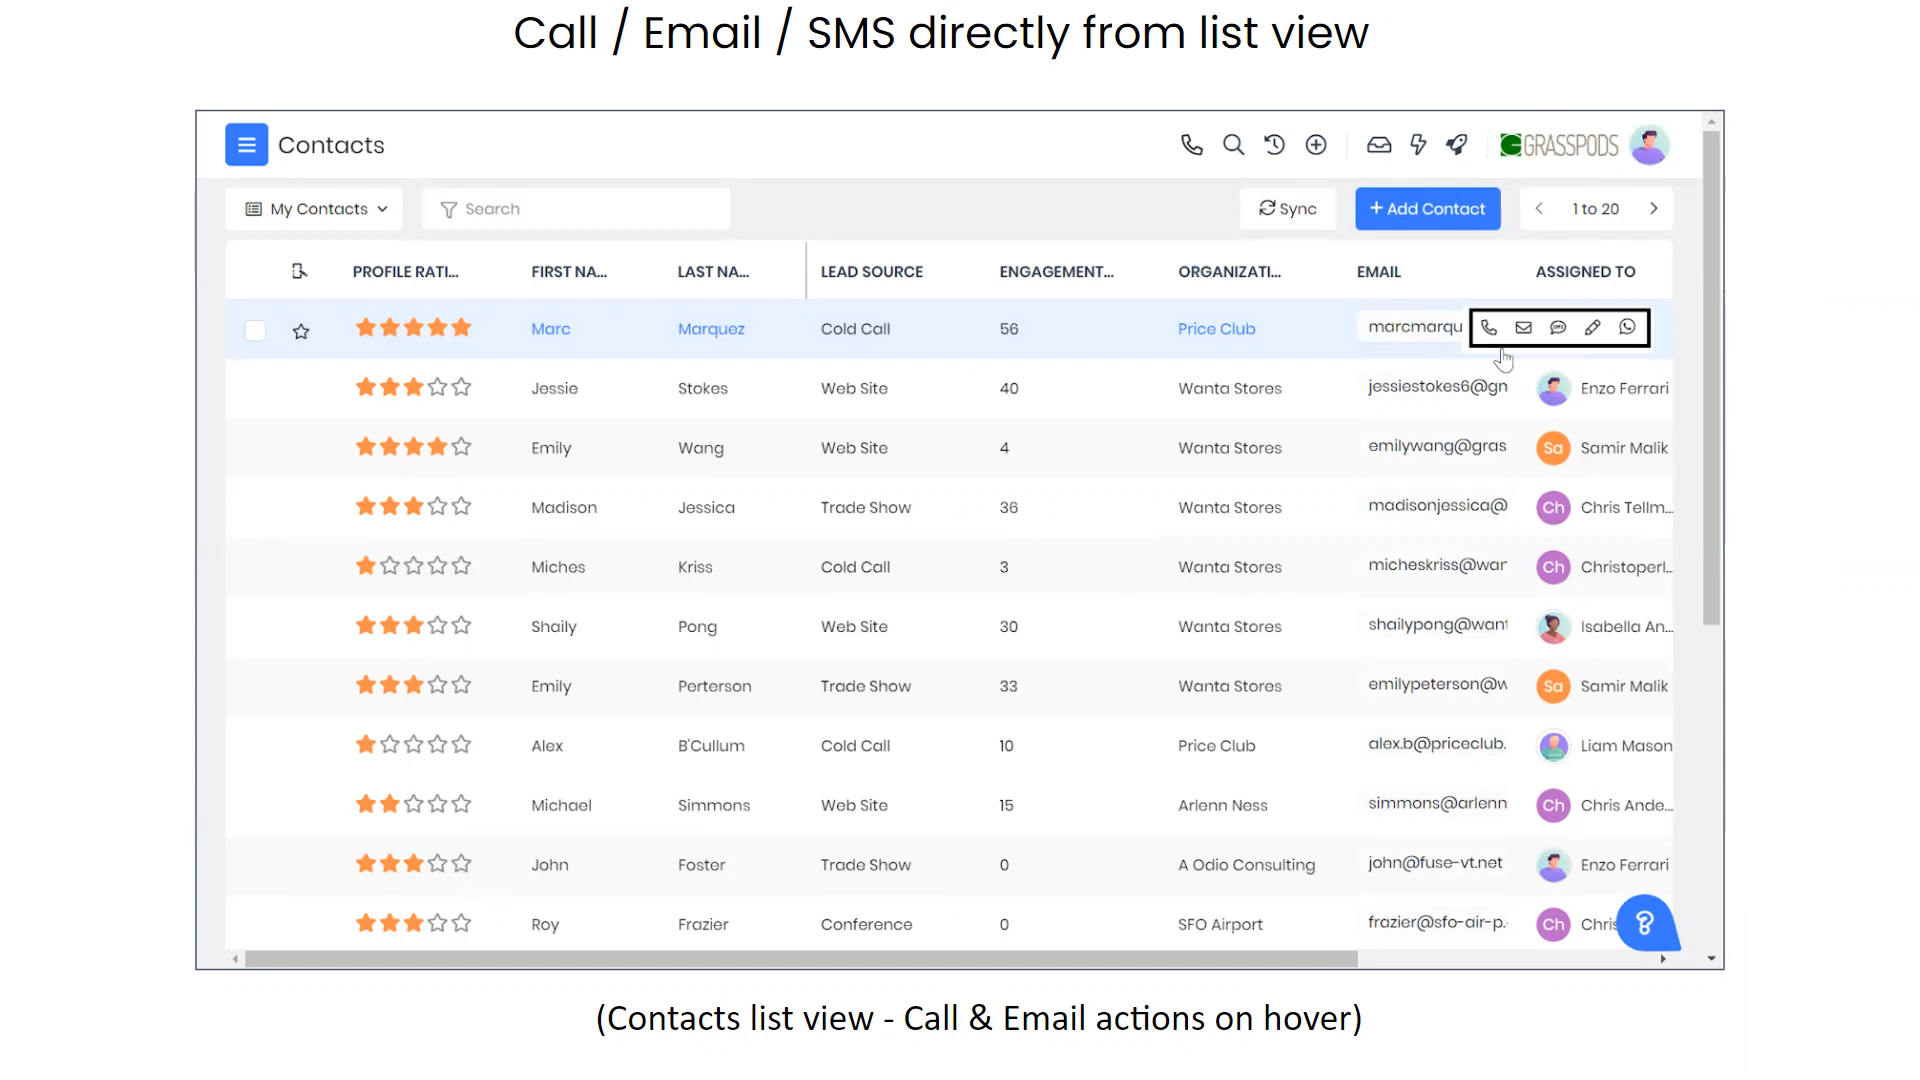 Call / Email / SMS directly from list view
Contacts
GRASSPODS
My Contacts
Search
Sync
+ Add Contact
1 to 20
PROFILE RATI... FIRST NA... LAST NA... LEAD SOURCE ENGAGEMENT... ORGANIZATI... EMAIL ASSIGNED TO
Marc Marquez Cold Call 56 Price Club marcmarqu
Jessie Stokes Web Site 40 Wanta Stores jessiestokes6@gn Enzo Ferrari
Emily Wang Web Site 4 Wanta Stores emilywang@gras Sa Samir Malik
Madison Jessica Trade Show 36 Wanta Stores madisonjessica@ Ch Chris Tellm...
Miches Kriss Cold Call 3 Wanta Stores micheskriss@war Ch Christoperl...
Shaily Pong Web Site 30 Wanta Stores shailypong@want Isabella An...
Emily Perterson Trade Show 33 Wanta Stores emilypeterson@w Sa Samir Malik
Alex B'Cullum Cold Call 10 Price Club alex.b@priceclub. Liam Mason
Michael Simmons Web Site 15 Arlenn Ness simmons@arlenn Ch Chris Ande...
John Foster Trade Show 0 A Odio Consulting john@fuse-vt.net Enzo Ferrari
Roy Frazier Conference 0 SFO Airport frazier@sfo-air-p. Ch Chris
(Contacts list view - Call & Email actions on hover)